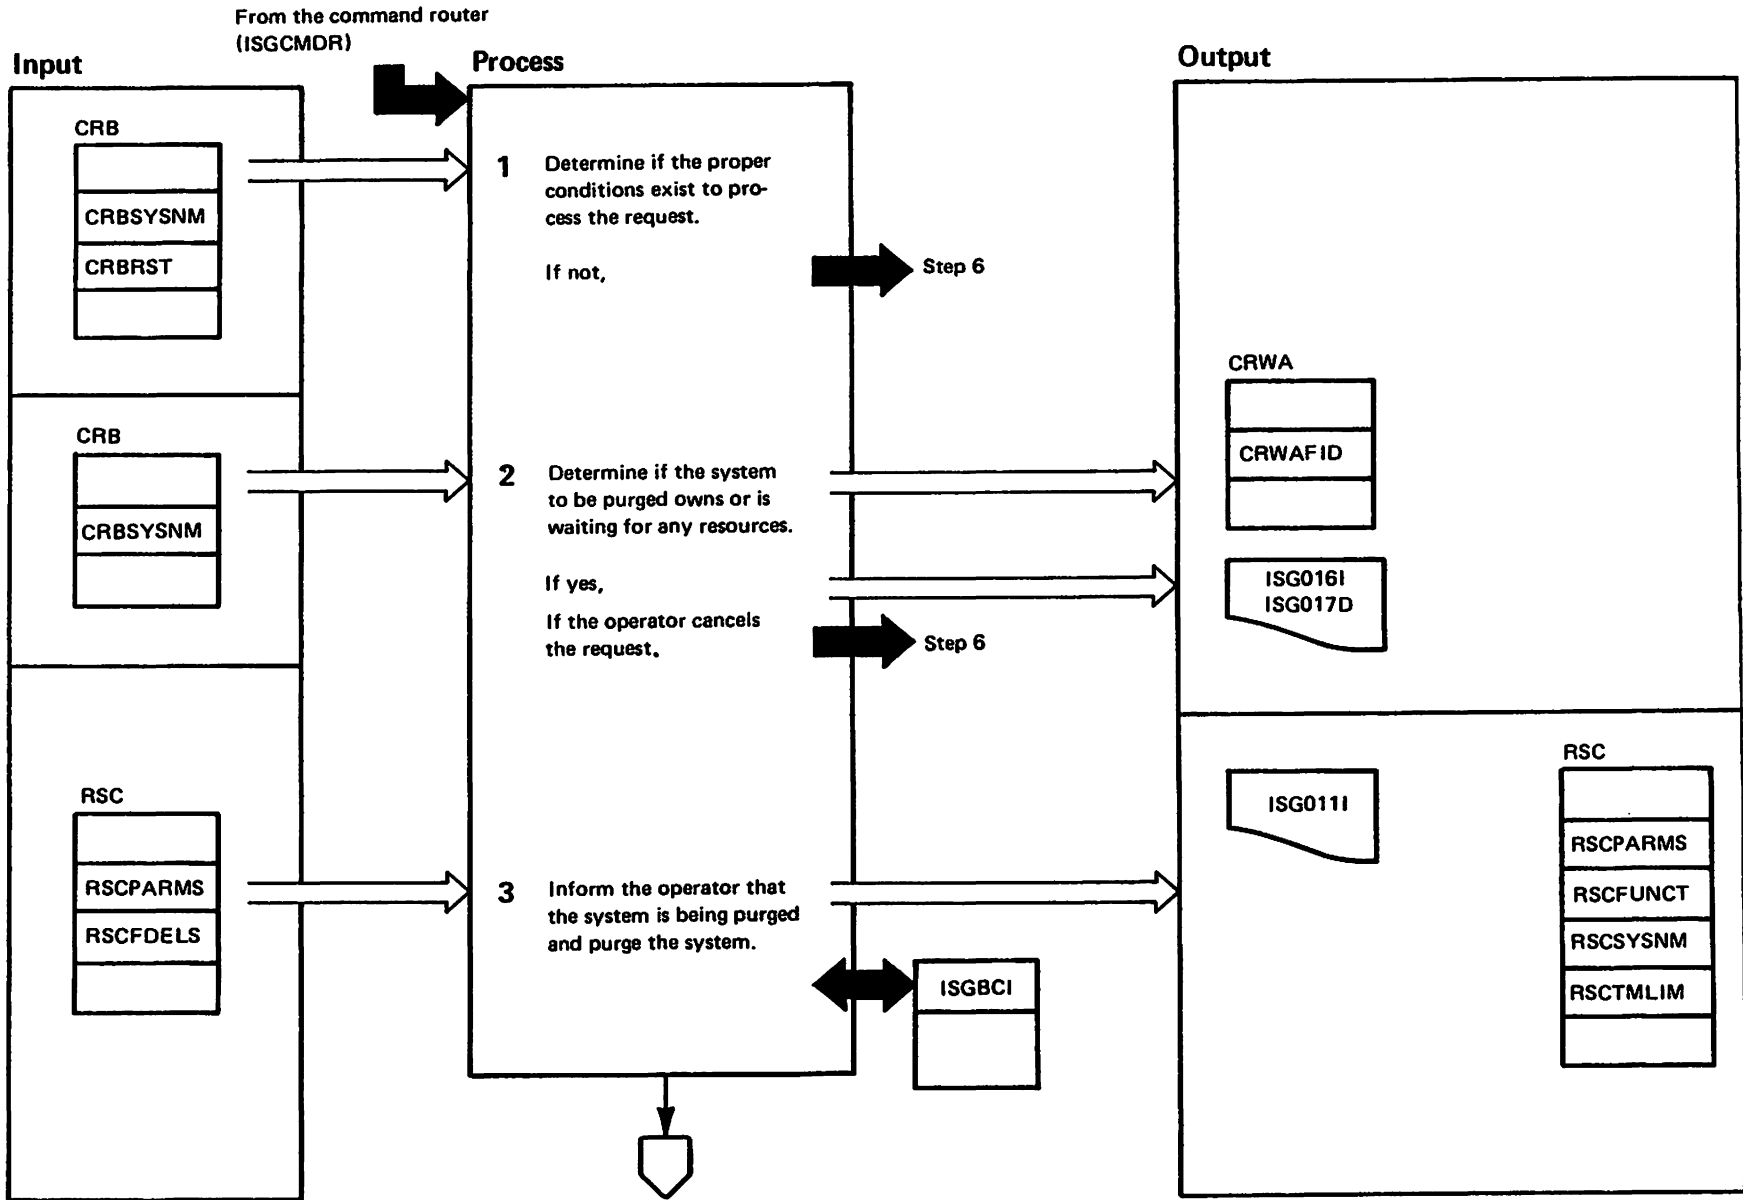 From the command router
(ISGCMDR)
Input
Process
Output
CRB
CRBSYSNM
CRBRST
1 Determine if the proper
conditions exist to pro-
cess the request.
If not,
Step 6
CRB
CRBSYSNM
2 Determine if the system
to be purged owns or is
waiting for any resources.
If yes,
If the operator cancels
the request.
Step 6
CRWA
CRWAFID
ISG016I
ISG017D
RSC
RSCPARMS
RSCFDELS
3 Inform the operator that
the system is being purged
and purge the system.
ISGBCI
ISG011I
RSC
RSCPARMS
RSCFUNCT
RSCSYSNM
RSCTMLIM